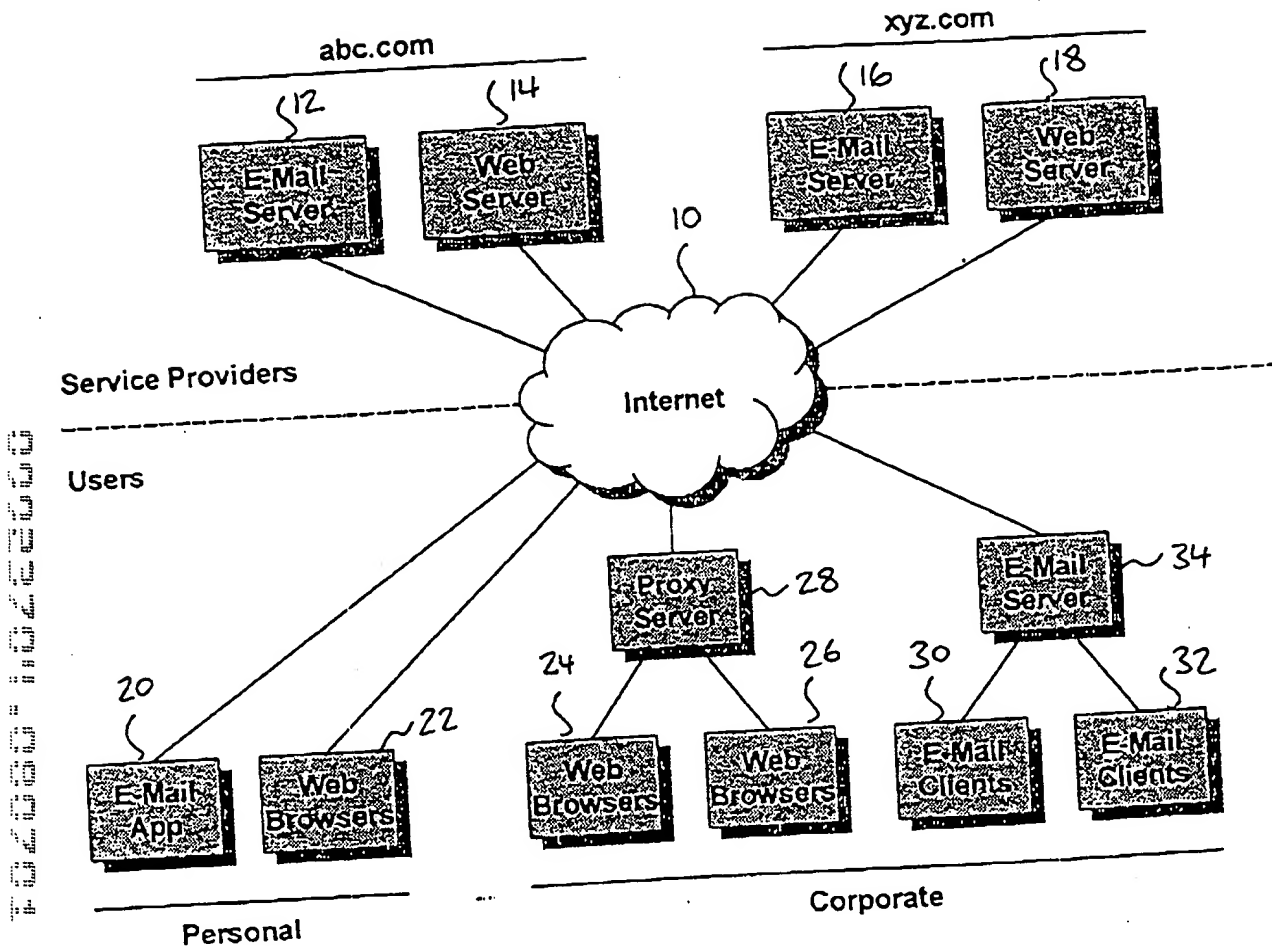 abc.com
xyz.com
12
14
16
18
E-Mail
Server
Web
Server
E-Mail
Server
Web
Server
10
Internet
Service Providers
Users
Proxy
Server
28
E-Mail
Server
34
20
22
24
26
30
32
E-Mail
App
Web
Browsers
Web
Browsers
Web
Browsers
E-Mail
Clients
E-Mail
Clients
Personal
Corporate